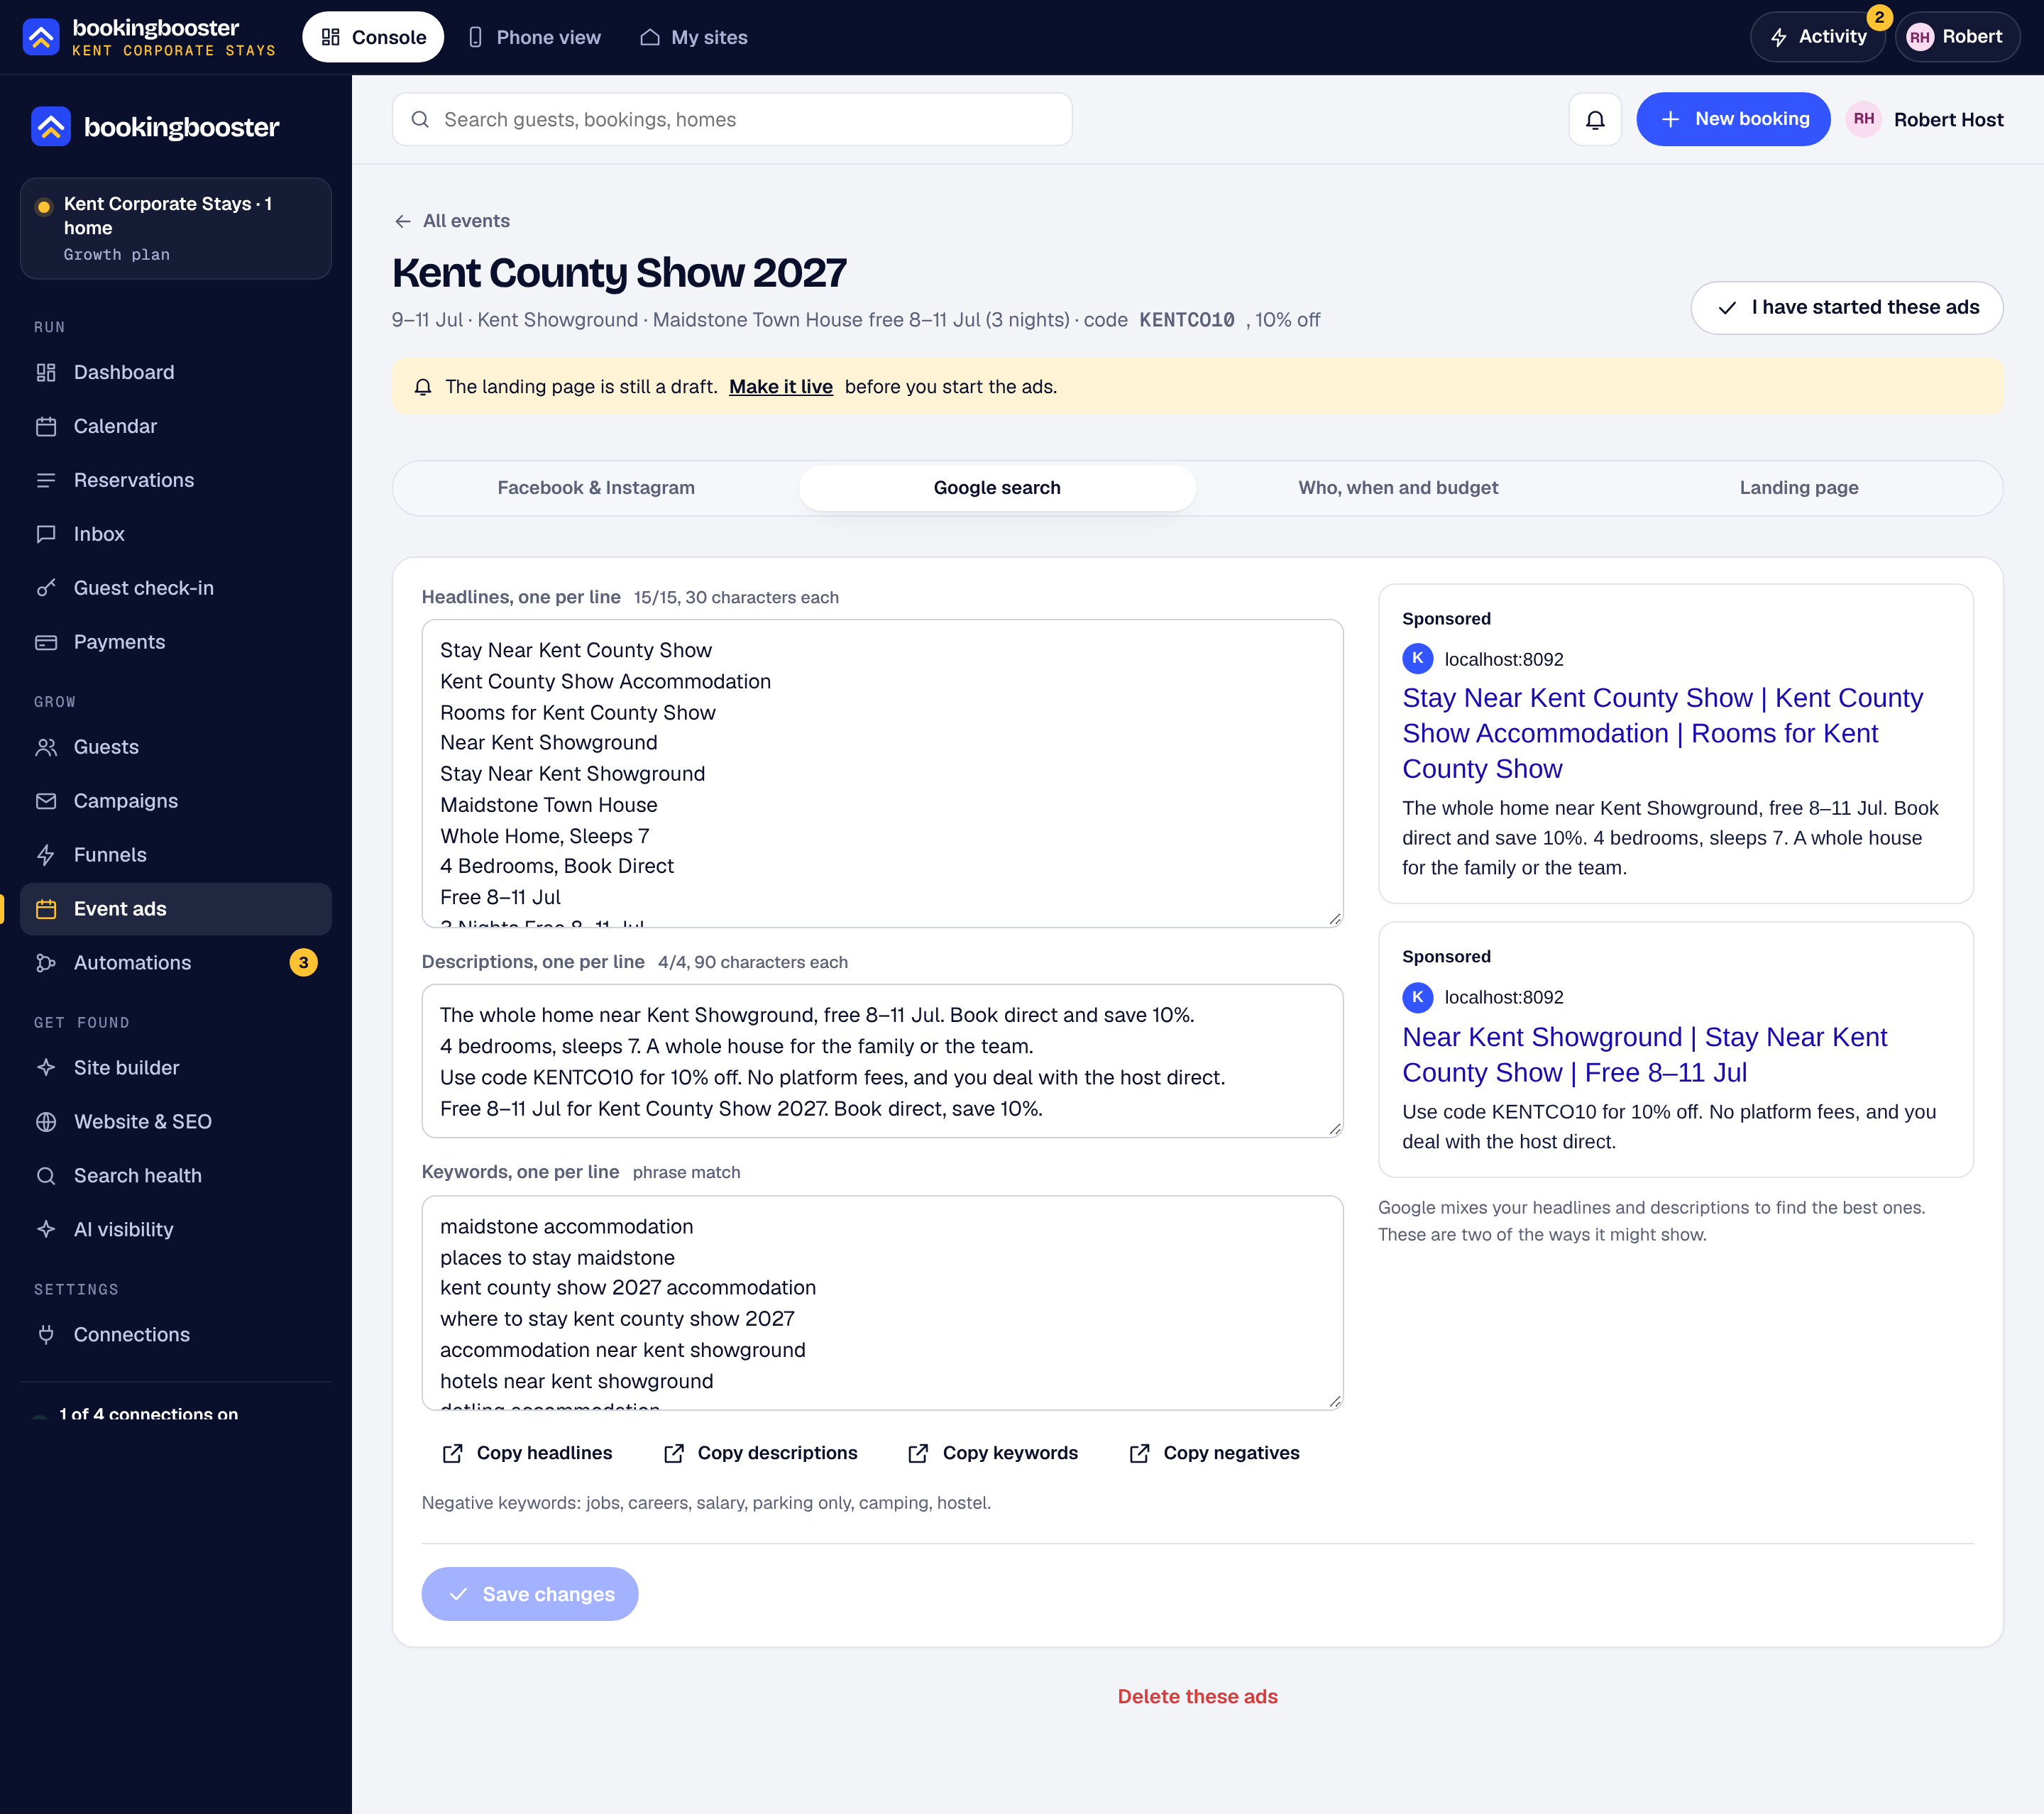 bookingbooster
KENT CORPORATE STAYS
Console
Phone view
My sites
Activity
2
RH
Robert
bookingbooster
Kent Corporate Stays · 1
home
Growth plan
RUN
Dashboard
Calendar
Reservations
Inbox
Guest check-in
Payments
GROW
Guests
Campaigns
Funnels
Event ads
Automations
3
GET FOUND
Site builder
Website & SEO
Search health
AI visibility
SETTINGS
Connections
1 of 4 connections on
Search guests, bookings, homes
New booking
RH
Robert Host
All events
Kent County Show 2027
9–11 Jul · Kent Showground · Maidstone Town House free 8–11 Jul (3 nights) · code KENTCO10 , 10% off
I have started these ads
The landing page is still a draft. Make it live before you start the ads.
Facebook & Instagram
Google search
Who, when and budget
Landing page
Headlines, one per line 15/15, 30 characters each
Stay Near Kent County Show
Kent County Show Accommodation
Rooms for Kent County Show
Near Kent Showground
Stay Near Kent Showground
Maidstone Town House
Whole Home, Sleeps 7
4 Bedrooms, Book Direct
Free 8–11 Jul
3 Nights Free 8–11 Jul
Descriptions, one per line 4/4, 90 characters each
The whole home near Kent Showground, free 8–11 Jul. Book direct and save 10%.
4 bedrooms, sleeps 7. A whole house for the family or the team.
Use code KENTCO10 for 10% off. No platform fees, and you deal with the host direct.
Free 8–11 Jul for Kent County Show 2027. Book direct, save 10%.
Keywords, one per line phrase match
maidstone accommodation
places to stay maidstone
kent county show 2027 accommodation
where to stay kent county show 2027
accommodation near kent showground
hotels near kent showground
detling accommodation
Copy headlines
Copy descriptions
Copy keywords
Copy negatives
Negative keywords: jobs, careers, salary, parking only, camping, hostel.
Save changes
Sponsored
K
localhost:8092
Stay Near Kent County Show | Kent County
Show Accommodation | Rooms for Kent
County Show
The whole home near Kent Showground, free 8–11 Jul. Book
direct and save 10%. 4 bedrooms, sleeps 7. A whole house
for the family or the team.
Sponsored
K
localhost:8092
Near Kent Showground | Stay Near Kent
County Show | Free 8–11 Jul
Use code KENTCO10 for 10% off. No platform fees, and you
deal with the host direct.
Google mixes your headlines and descriptions to find the best ones.
These are two of the ways it might show.
Delete these ads